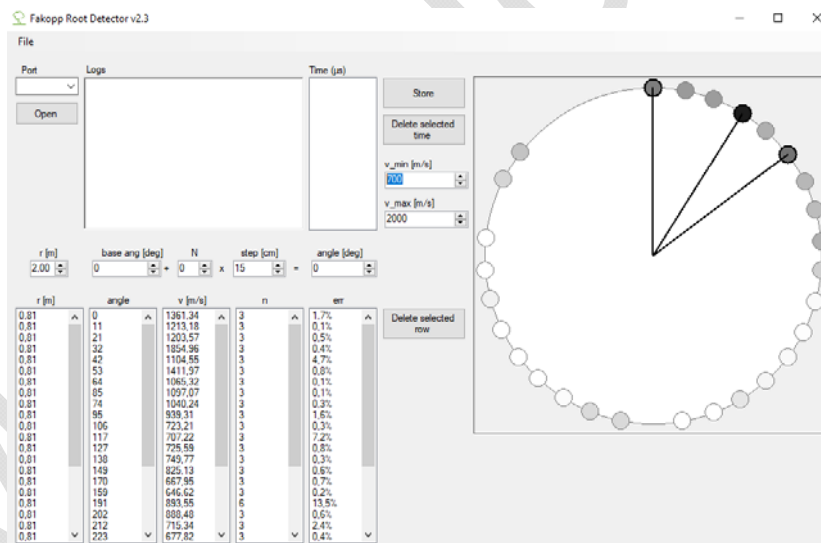 Fakopp Root Detector v2.3
File
Port Logs Time (µs)
Open
Store
Delete selected
time
v_min [m/s]
700
v_max [m/s]
2000
r [m] base ang [deg] N step [cm] angle [deg]
2.00 0 + 0 x 15 = 0
r [m] angle v [m/s] n err
Delete selected
row
0,81 0 1361,34 3 1,7%
0,81 11 1213,18 3 0,1%
0,81 21 1203,57 3 0,5%
0,81 32 1854,96 3 0,4%
0,81 42 1104,55 3 4,7%
0,81 53 1411,97 3 0,8%
0,81 64 1065,32 3 0,1%
0,81 85 1097,07 3 0,1%
0,81 74 1040,24 3 0,3%
0,81 95 939,31 3 1,6%
0,81 106 723,21 3 0,3%
0,81 117 707,22 3 7,2%
0,81 127 725,59 3 0,8%
0,81 138 749,77 3 0,3%
0,81 149 825,13 3 0,6%
0,81 170 667,95 3 0,7%
0,81 159 646,62 3 0,2%
0,81 191 893,55 6 13,5%
0,81 202 888,48 3 0,6%
0,81 212 715,34 3 2,4%
0,81 223 677,82 3 0,4%